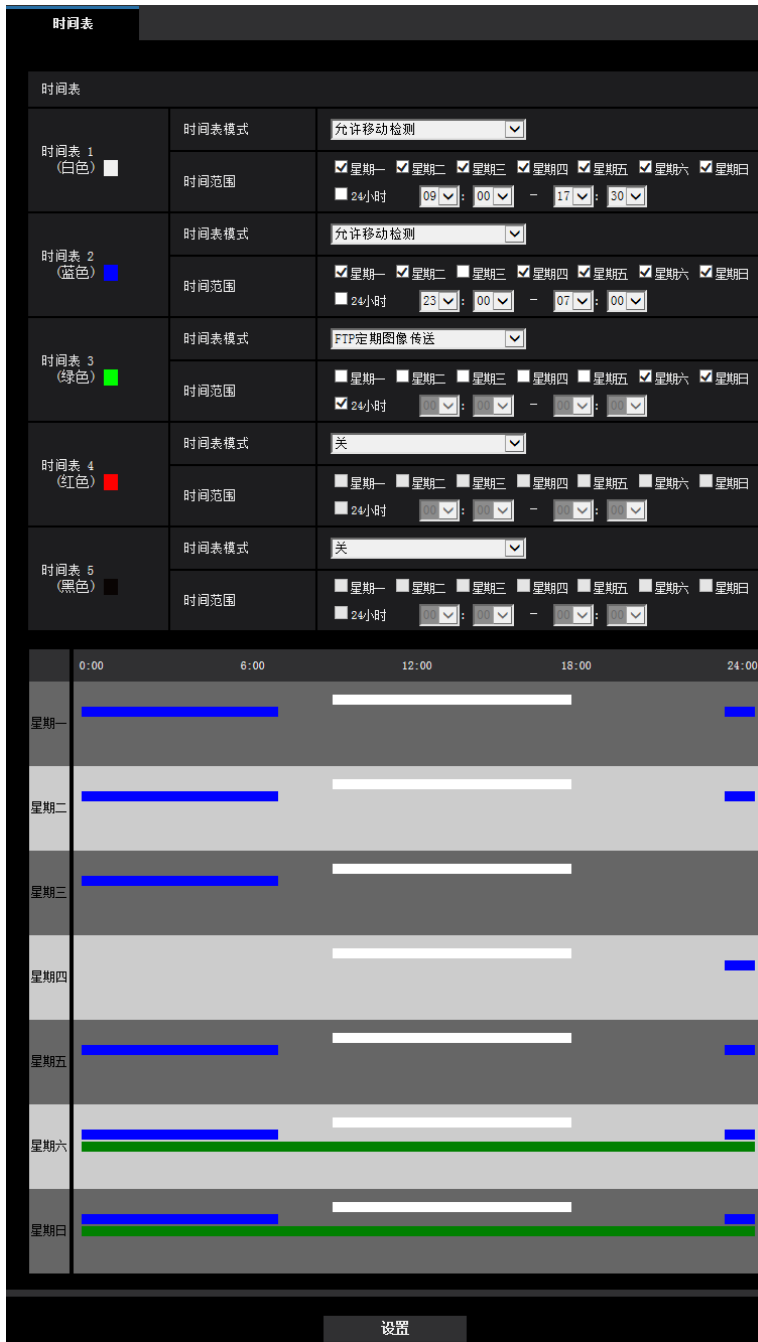 时间表
时间表
时间表 1
(白色)
时间表模式
允许移动检测
时间范围
星期一 星期二 星期三 星期四 星期五 星期六 星期日
24小时 09 : 00 - 17 : 30
时间表 2
(蓝色)
时间表模式
允许移动检测
时间范围
星期一 星期二 星期三 星期四 星期五 星期六 星期日
24小时 23 : 00 - 07 : 00
时间表 3
(绿色)
时间表模式
FTP定期图像传送
时间范围
星期一 星期二 星期三 星期四 星期五 星期六 星期日
24小时 00 : 00 - 00 : 00
时间表 4
(红色)
时间表模式
关
时间范围
星期一 星期二 星期三 星期四 星期五 星期六 星期日
24小时 00 : 00 - 00 : 00
时间表 5
(黑色)
时间表模式
关
时间范围
星期一 星期二 星期三 星期四 星期五 星期六 星期日
24小时 00 : 00 - 00 : 00
0:00 6:00 12:00 18:00 24:00
星期一
星期二
星期三
星期四
星期五
星期六
星期日
设置